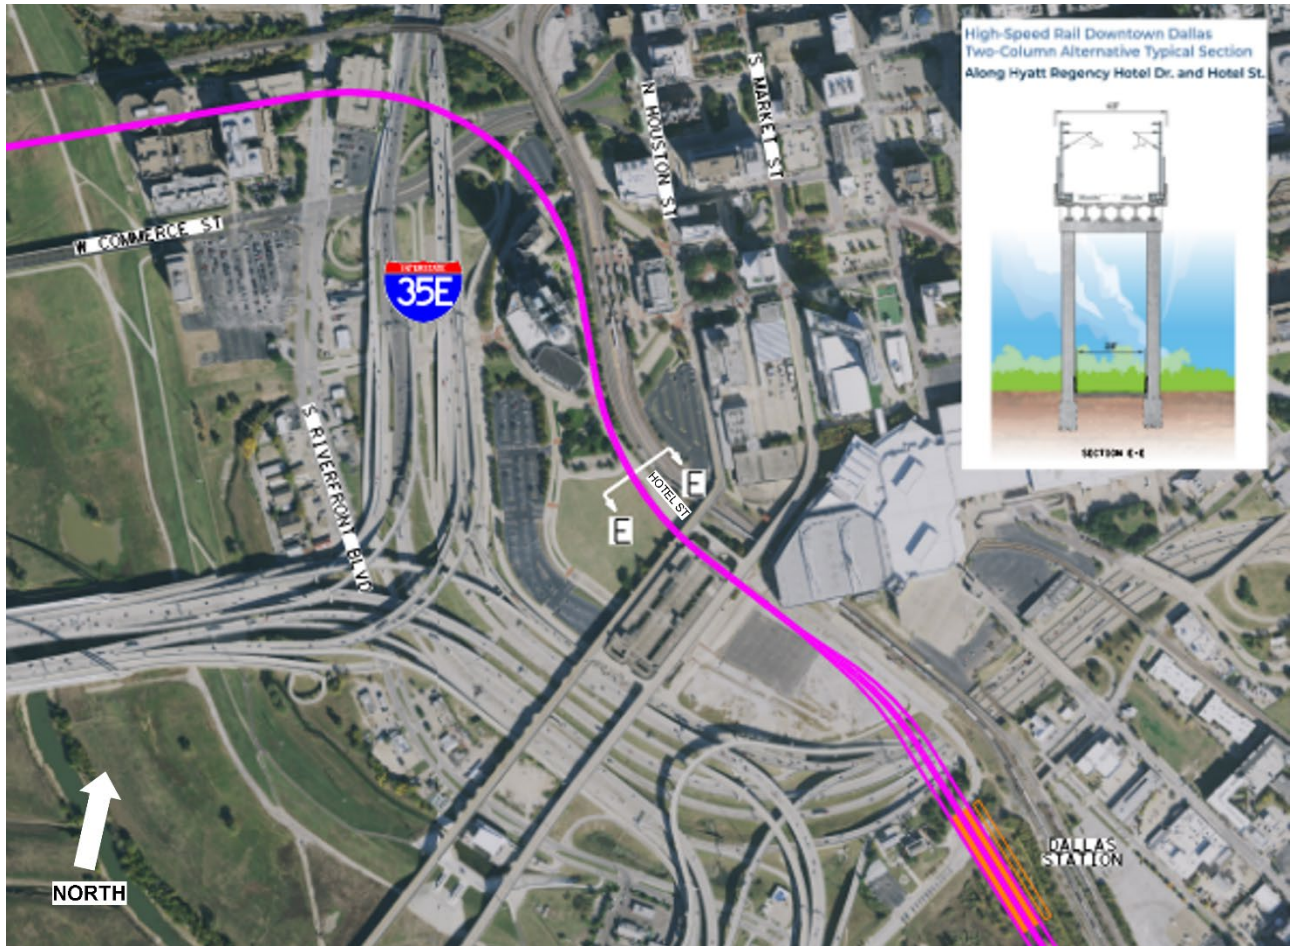 High-Speed Rail Downtown Dallas
Two-Column Alternative Typical Section
Along Hyatt Regency Hotel Dr. and Hotel St.
SECTION E-E
S MARKET ST
N HOUSTON ST
W COMMERCE ST
INTERSTATE
35E
S RIVERFRONT BLVD
E
HOTEL ST
E
DALLAS
STATION
NORTH